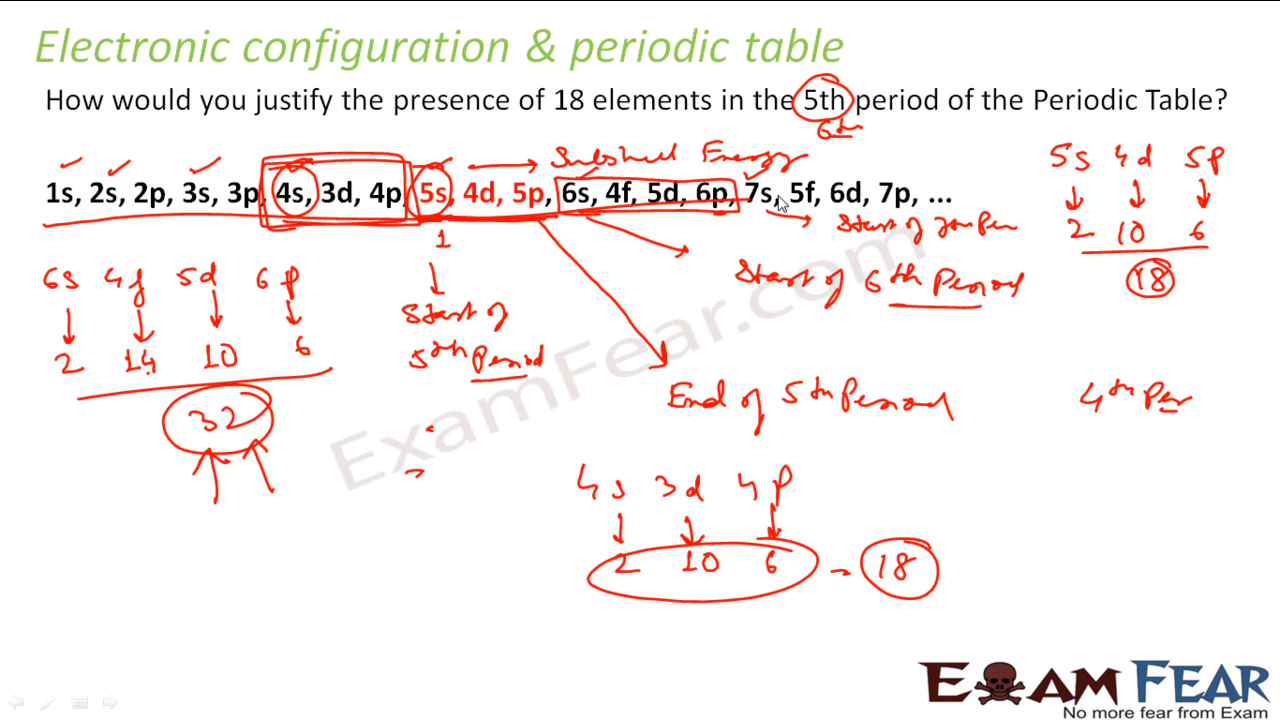 Electronic configuration & periodic table
How would you justify the presence of 18 elements in the 5th period of the Periodic Table?
6th
Subshell Energy
5s 4d 5p
1s, 2s, 2p, 3s, 3p, 4s, 3d, 4p, 5s, 4d, 5p, 6s, 4f, 5d, 6p, 7s, 5f, 6d, 7p, ...
2 10 6
18
1
Start of 7th Per
6s 4f 5d 6p
Start of 6th Period
Start of
5th Period
2 14 10 6
32
End of 5th Period
4th Per
4s 3d 4p
2 10 6 = 18
ExamFear.com
EXAMFEAR
No more fear from Exam